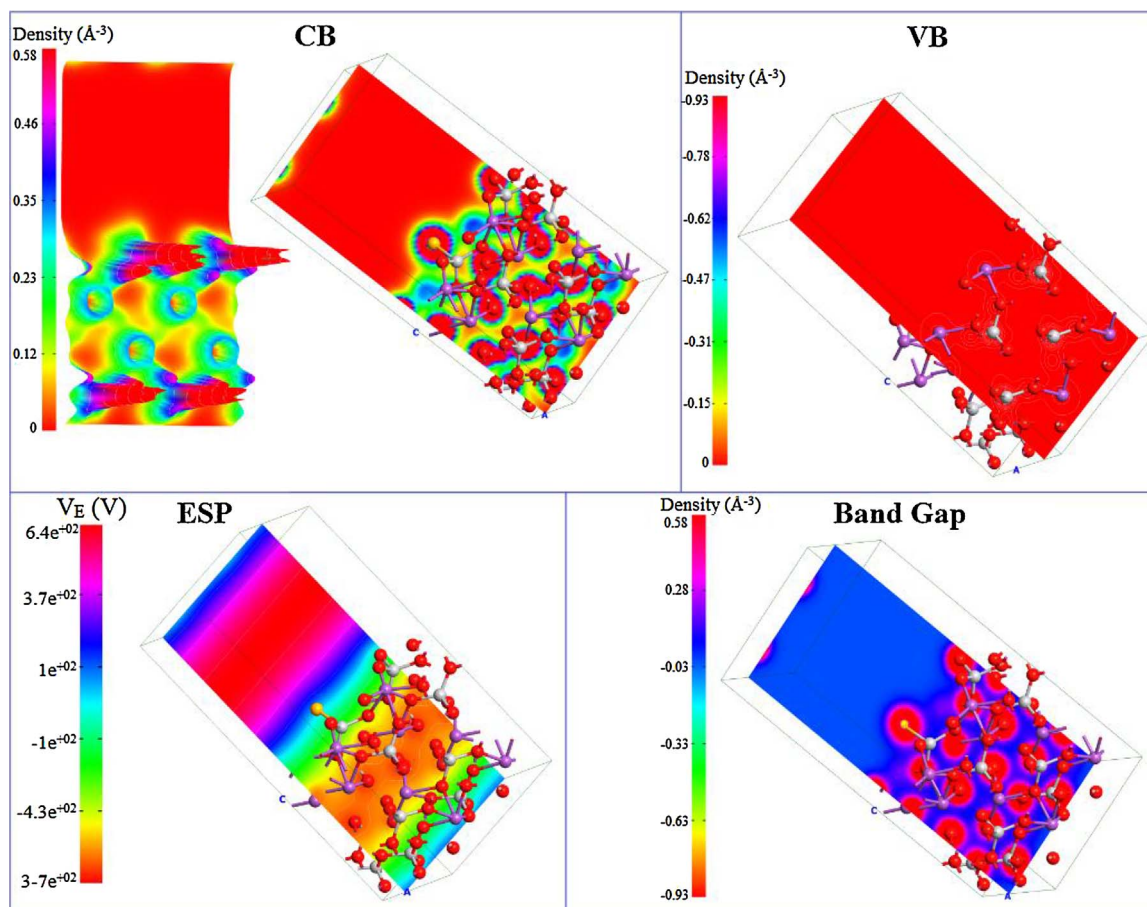 CB
Density (Å-3)
0.58
0.46
0.35
0.23
0.12
0
C
A
VB
Density (Å-3)
-0.93
-0.78
-0.62
-0.47
-0.31
-0.15
0
C
A
ESP
VE (V)
6.4e+02
3.7e+02
1e+02
-1e+02
-4.3e+02
3-7e+02
C
A
Band Gap
Density (Å-3)
0.58
0.28
-0.03
-0.33
-0.63
-0.93
C
A